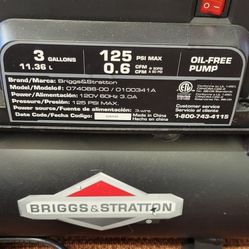 3 GALLONS
11.36 L
125 PSI MAX
0.6 CFM @ 90PSI
OIL-FREE
PUMP
Brand/Marca: Briggs&Stratton
Model/Modelo#: 074086-00 / 0100341A
Power/Alimentación: 120V 60Hz 3.0A
Pressure/Presión: 125 PSI MAX
Power source/Fuente de alimentación: 3-wire
Date Code/Fecha Codigo:
Made in China
Hecho en China
Customer service
Servicio al cliente
1-800-743-4115
BRIGGS&STRATTON